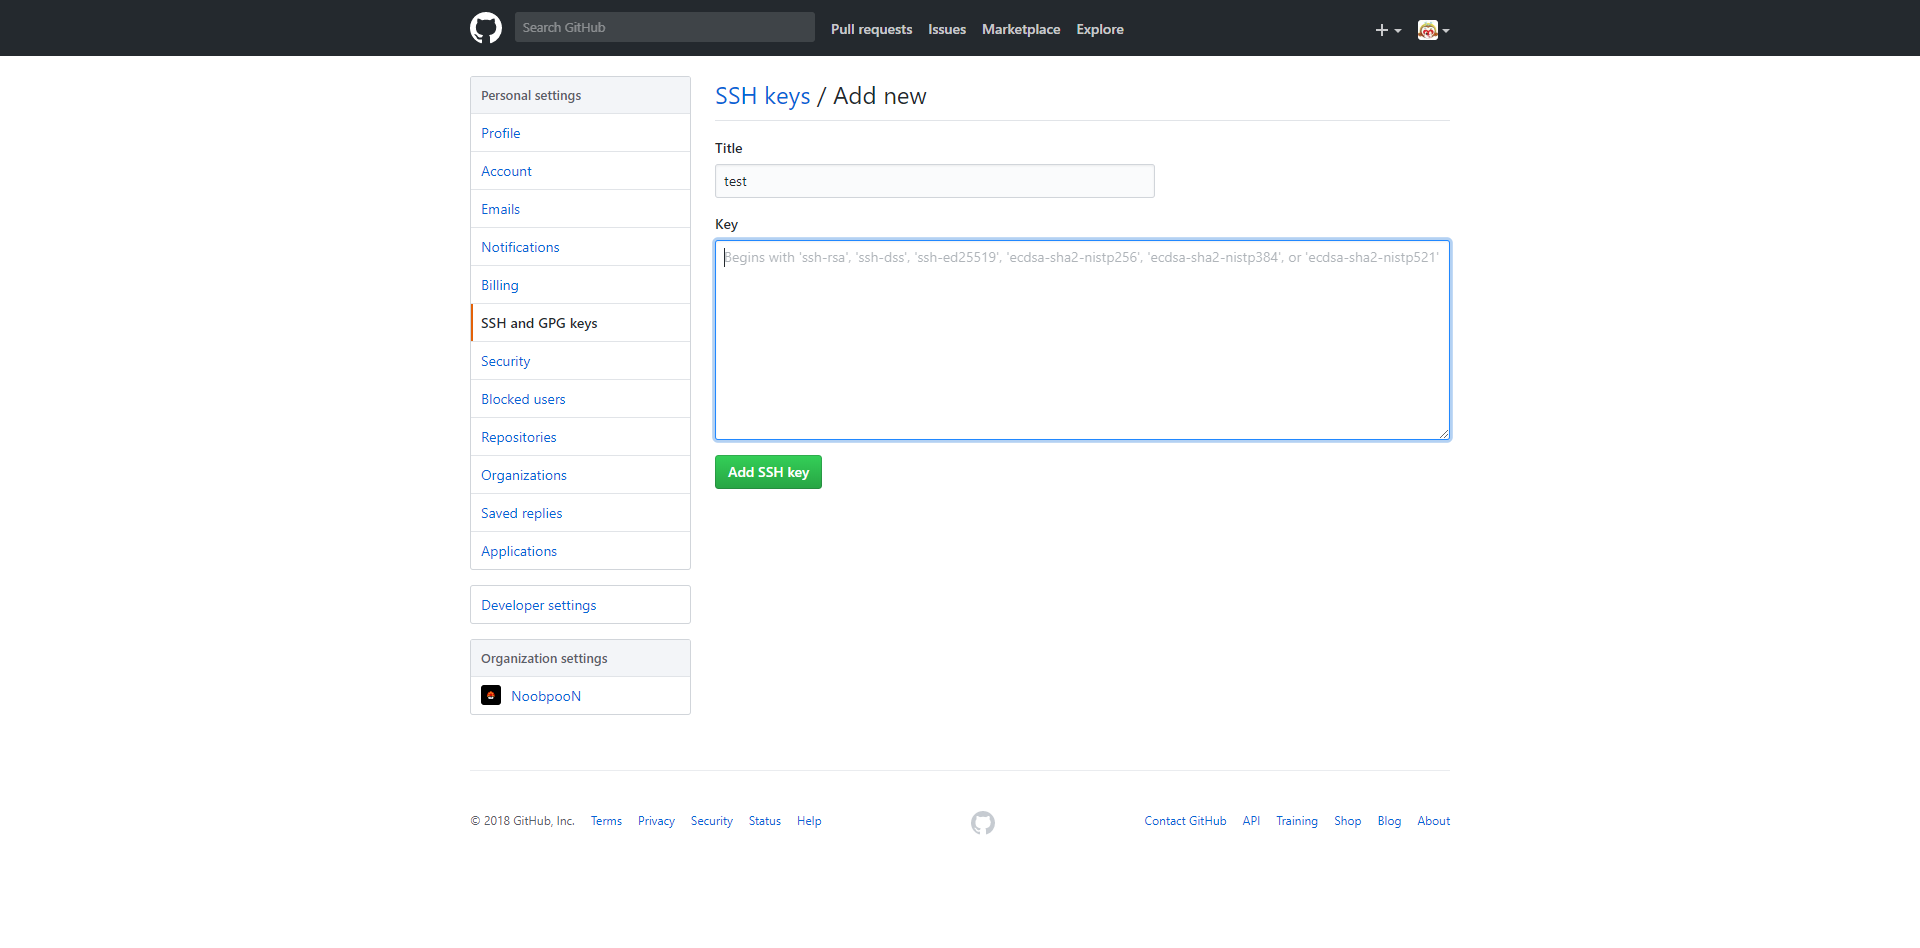 Search GitHub
Pull requests
Issues
Marketplace
Explore
Personal settings
Profile
Account
Emails
Notifications
Billing
SSH and GPG keys
Security
Blocked users
Repositories
Organizations
Saved replies
Applications
Developer settings
Organization settings
NoobpooN
SSH keys / Add new
Title
test
Key
Begins with 'ssh-rsa', 'ssh-dss', 'ssh-ed25519', 'ecdsa-sha2-nistp256', 'ecdsa-sha2-nistp384', or 'ecdsa-sha2-nistp521'
Add SSH key
© 2018 GitHub, Inc. Terms Privacy Security Status Help
Contact GitHub API Training Shop Blog About